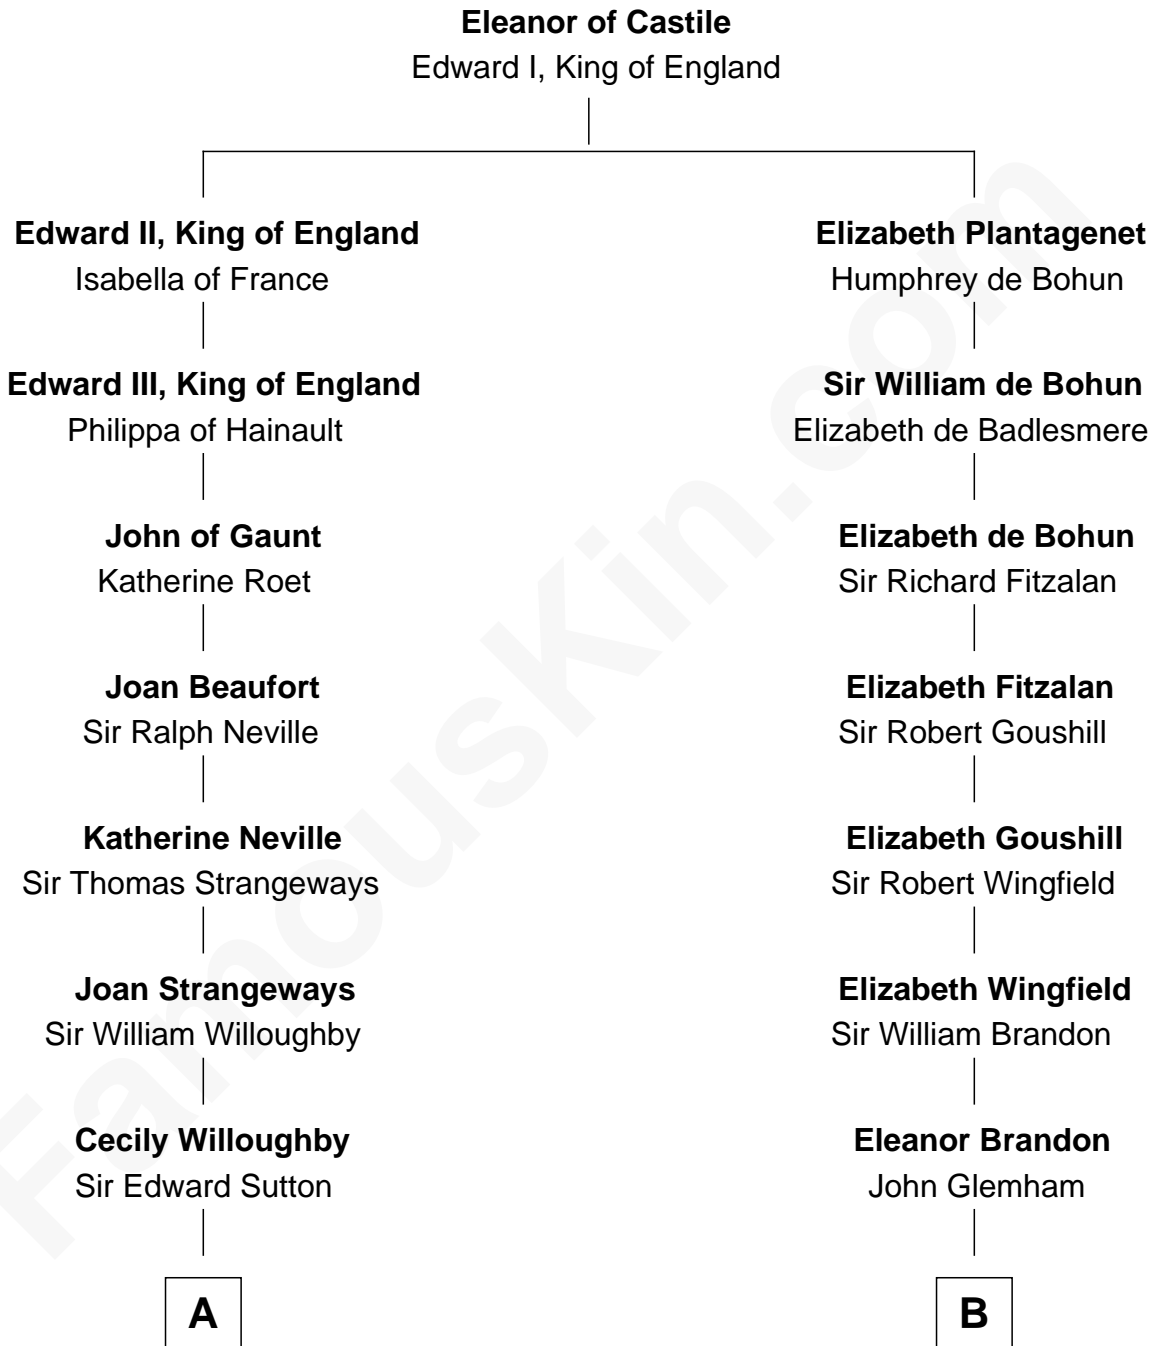 Eleanor of Castile
Edward I, King of England
Edward II, King of England
Isabella of France
Edward III, King of England
Philippa of Hainault
John of Gaunt
Katherine Roet
Joan Beaufort
Sir Ralph Neville
Katherine Neville
Sir Thomas Strangeways
Joan Strangeways
Sir William Willoughby
Cecily Willoughby
Sir Edward Sutton
A
Elizabeth Plantagenet
Humphrey de Bohun
Sir William de Bohun
Elizabeth de Badlesmere
Elizabeth de Bohun
Sir Richard Fitzalan
Elizabeth Fitzalan
Sir Robert Goushill
Elizabeth Goushill
Sir Robert Wingfield
Elizabeth Wingfield
Sir William Brandon
Eleanor Brandon
John Glemham
B
FamousKin.com